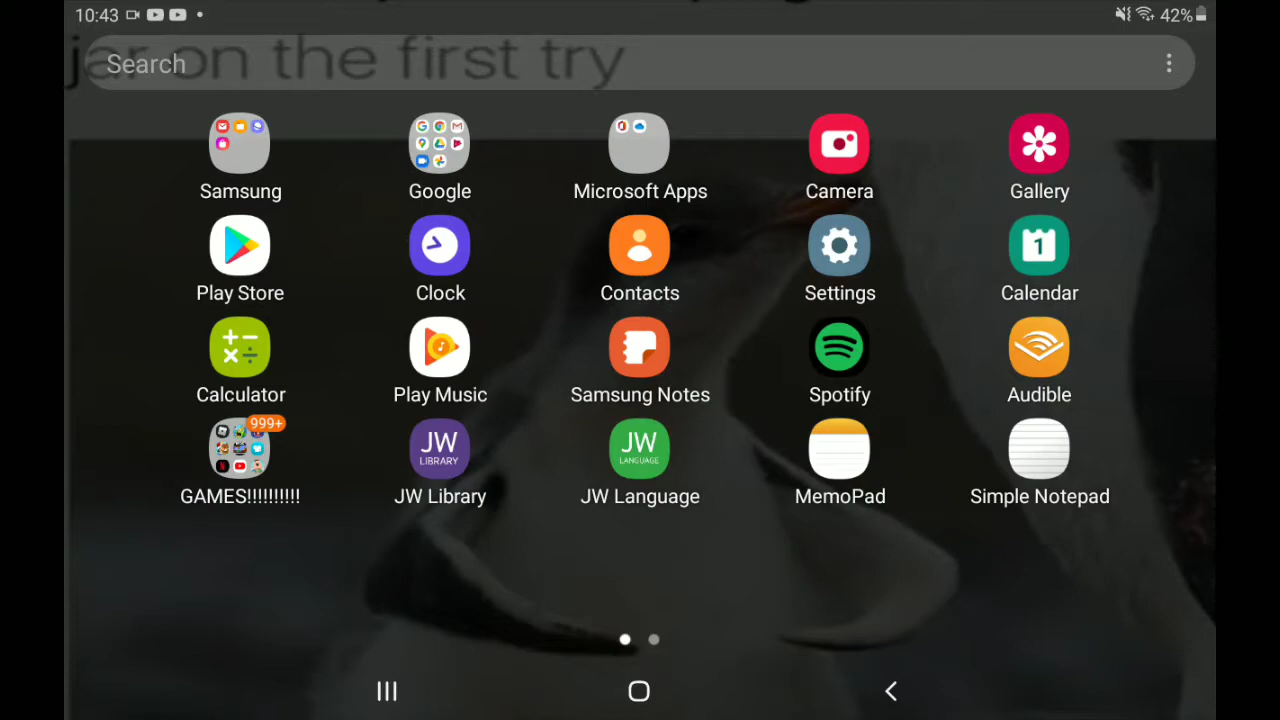 10:43 42%
jar on the first try
Search
Samsung Google Microsoft Apps Camera Gallery
1
Play Store Clock Contacts Settings Calendar
Calculator Play Music Samsung Notes Spotify Audible
999+
JW LIBRARY JW LANGUAGE
GAMES!!!!!!!!!! JW Library JW Language MemoPad Simple Notepad